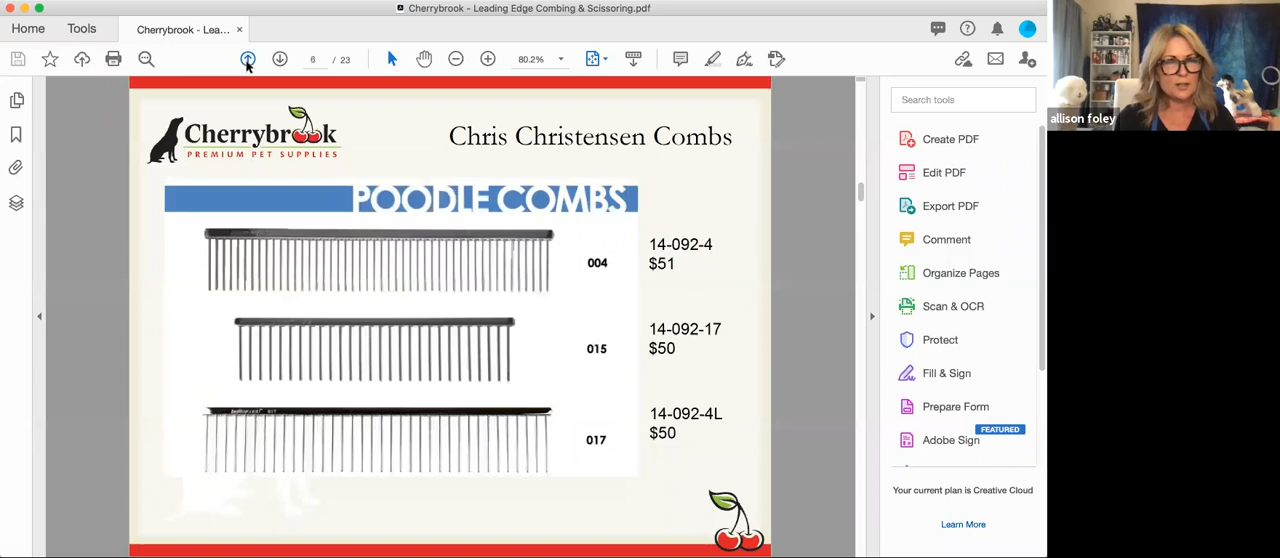 Cherrybrook - Leading Edge Combing & Scissoring.pdf
Home
Tools
Cherrybrook - Lea...
6 / 23
80.2%
Cherrybrook
PREMIUM PET SUPPLIES
Chris Christensen Combs
POODLE COMBS
004
14-092-4
$51
015
14-092-17
$50
017
14-092-4L
$50
Search tools
Create PDF
Edit PDF
Export PDF
Comment
Organize Pages
Scan & OCR
Protect
Fill & Sign
Prepare Form
FEATURED
Adobe Sign
Your current plan is Creative Cloud
Learn More
allison foley